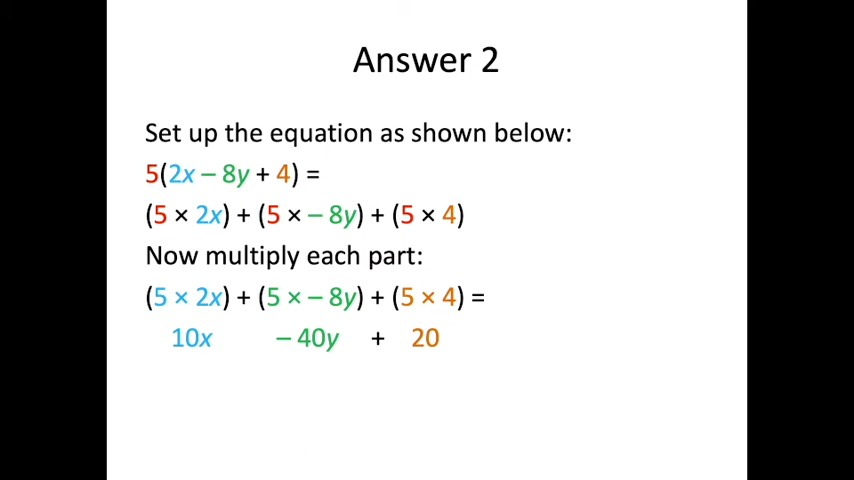 Answer 2
Set up the equation as shown below:
5(2x – 8y + 4) =
(5 × 2x) + (5 × – 8y) + (5 × 4)
Now multiply each part:
(5 × 2x) + (5 × – 8y) + (5 × 4) =
10x – 40y + 20